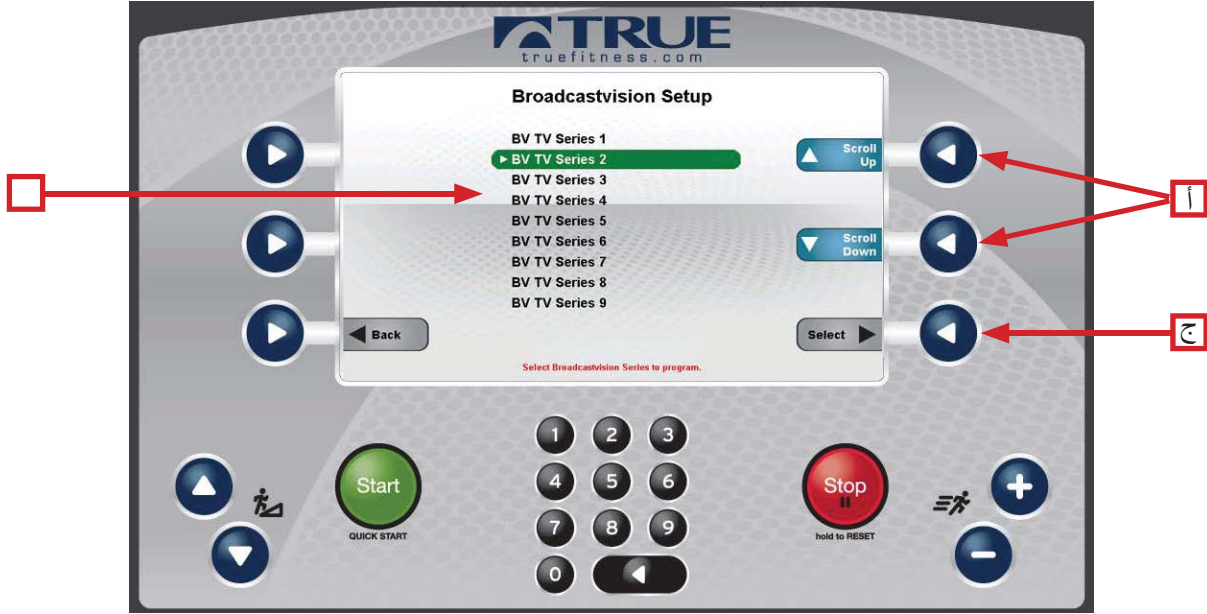 TRUE
truefitness.com
Broadcastvision Setup
BV TV Series 1
BV TV Series 2
BV TV Series 3
BV TV Series 4
BV TV Series 5
BV TV Series 6
BV TV Series 7
BV TV Series 8
BV TV Series 9
Scroll
Up
Scroll
Down
Back
Select
Select Broadcastvision Series to program.
أ
ج
1 2 3
4 5 6
7 8 9
0
Start
QUICK START
Stop
hold to RESET